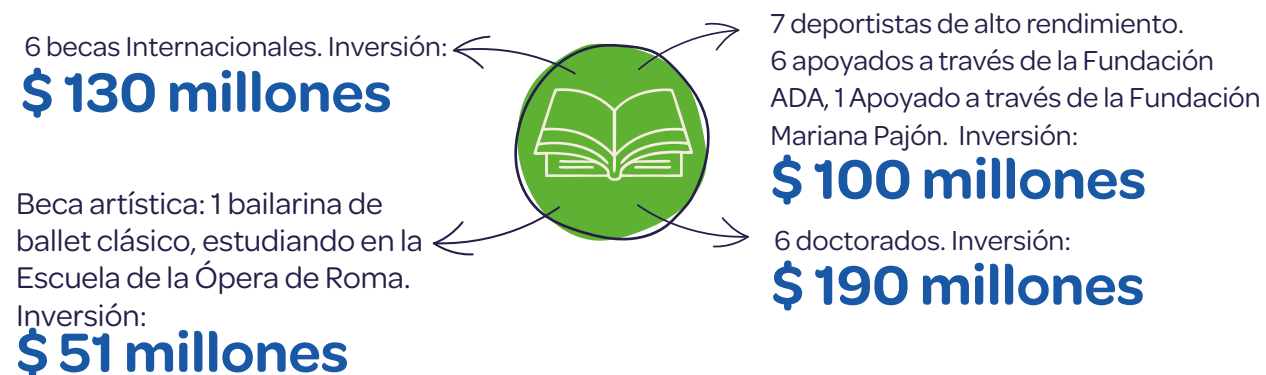 6 becas Internacionales. Inversión:
$ 130 millones
Beca artística: 1 bailarina de
ballet clásico, estudiando en la
Escuela de la Ópera de Roma.
Inversión:
$ 51 millones
7 deportistas de alto rendimiento.
6 apoyados a través de la Fundación
ADA, 1 Apoyado a través de la Fundación
Mariana Pajón. Inversión:
$ 100 millones
6 doctorados. Inversión:
$ 190 millones